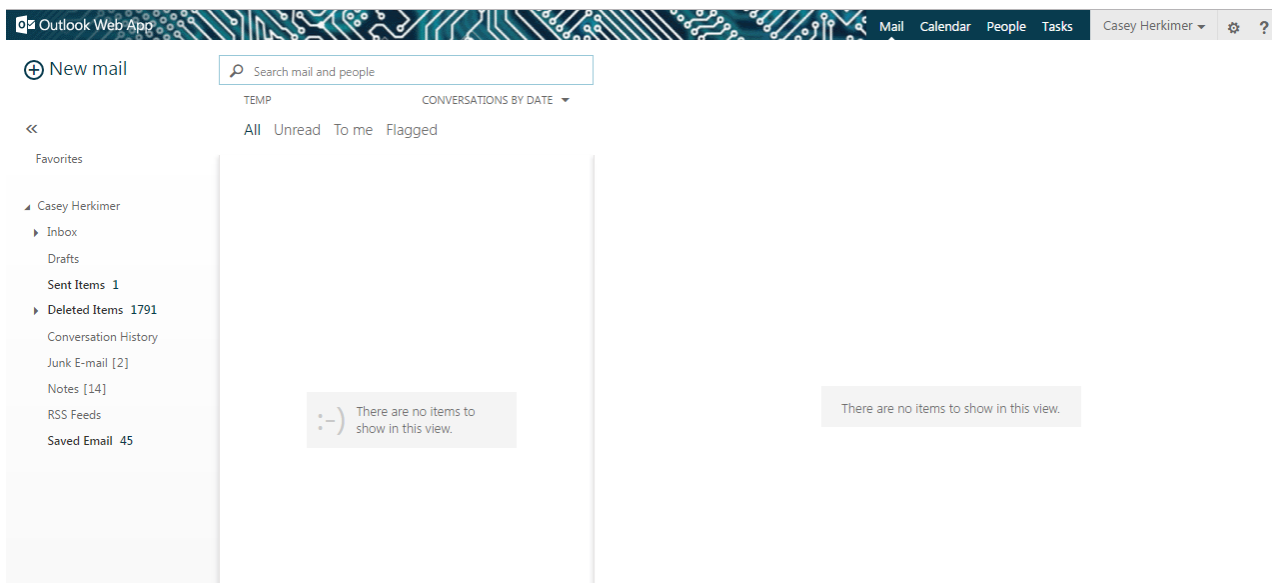 Outlook Web App
Mail Calendar People Tasks Casey Herkimer ?
New mail
Search mail and people
TEMP CONVERSATIONS BY DATE
All Unread To me Flagged
«
Favorites
Casey Herkimer
Inbox
Drafts
Sent Items 1
Deleted Items 1791
Conversation History
Junk E-mail [2]
Notes [14]
RSS Feeds
Saved Email 45
:-)
There are no items to
show in this view.
There are no items to show in this view.